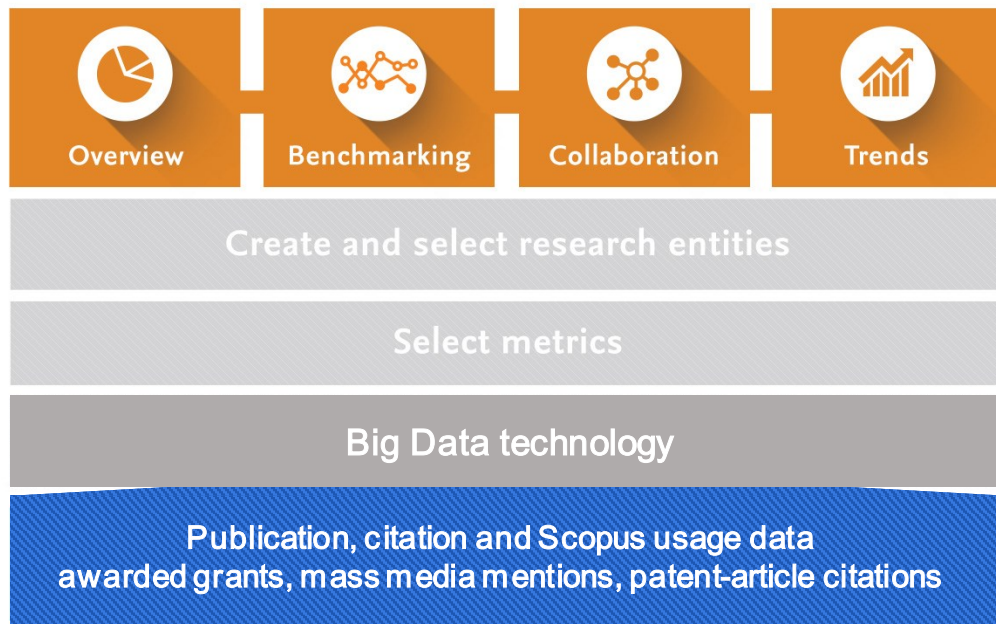 Overview
Benchmarking
Collaboration
Trends
Create and select research entities
Select metrics
Big Data technology
Publication, citation and Scopus usage data
awarded grants, mass media mentions, patent-article citations